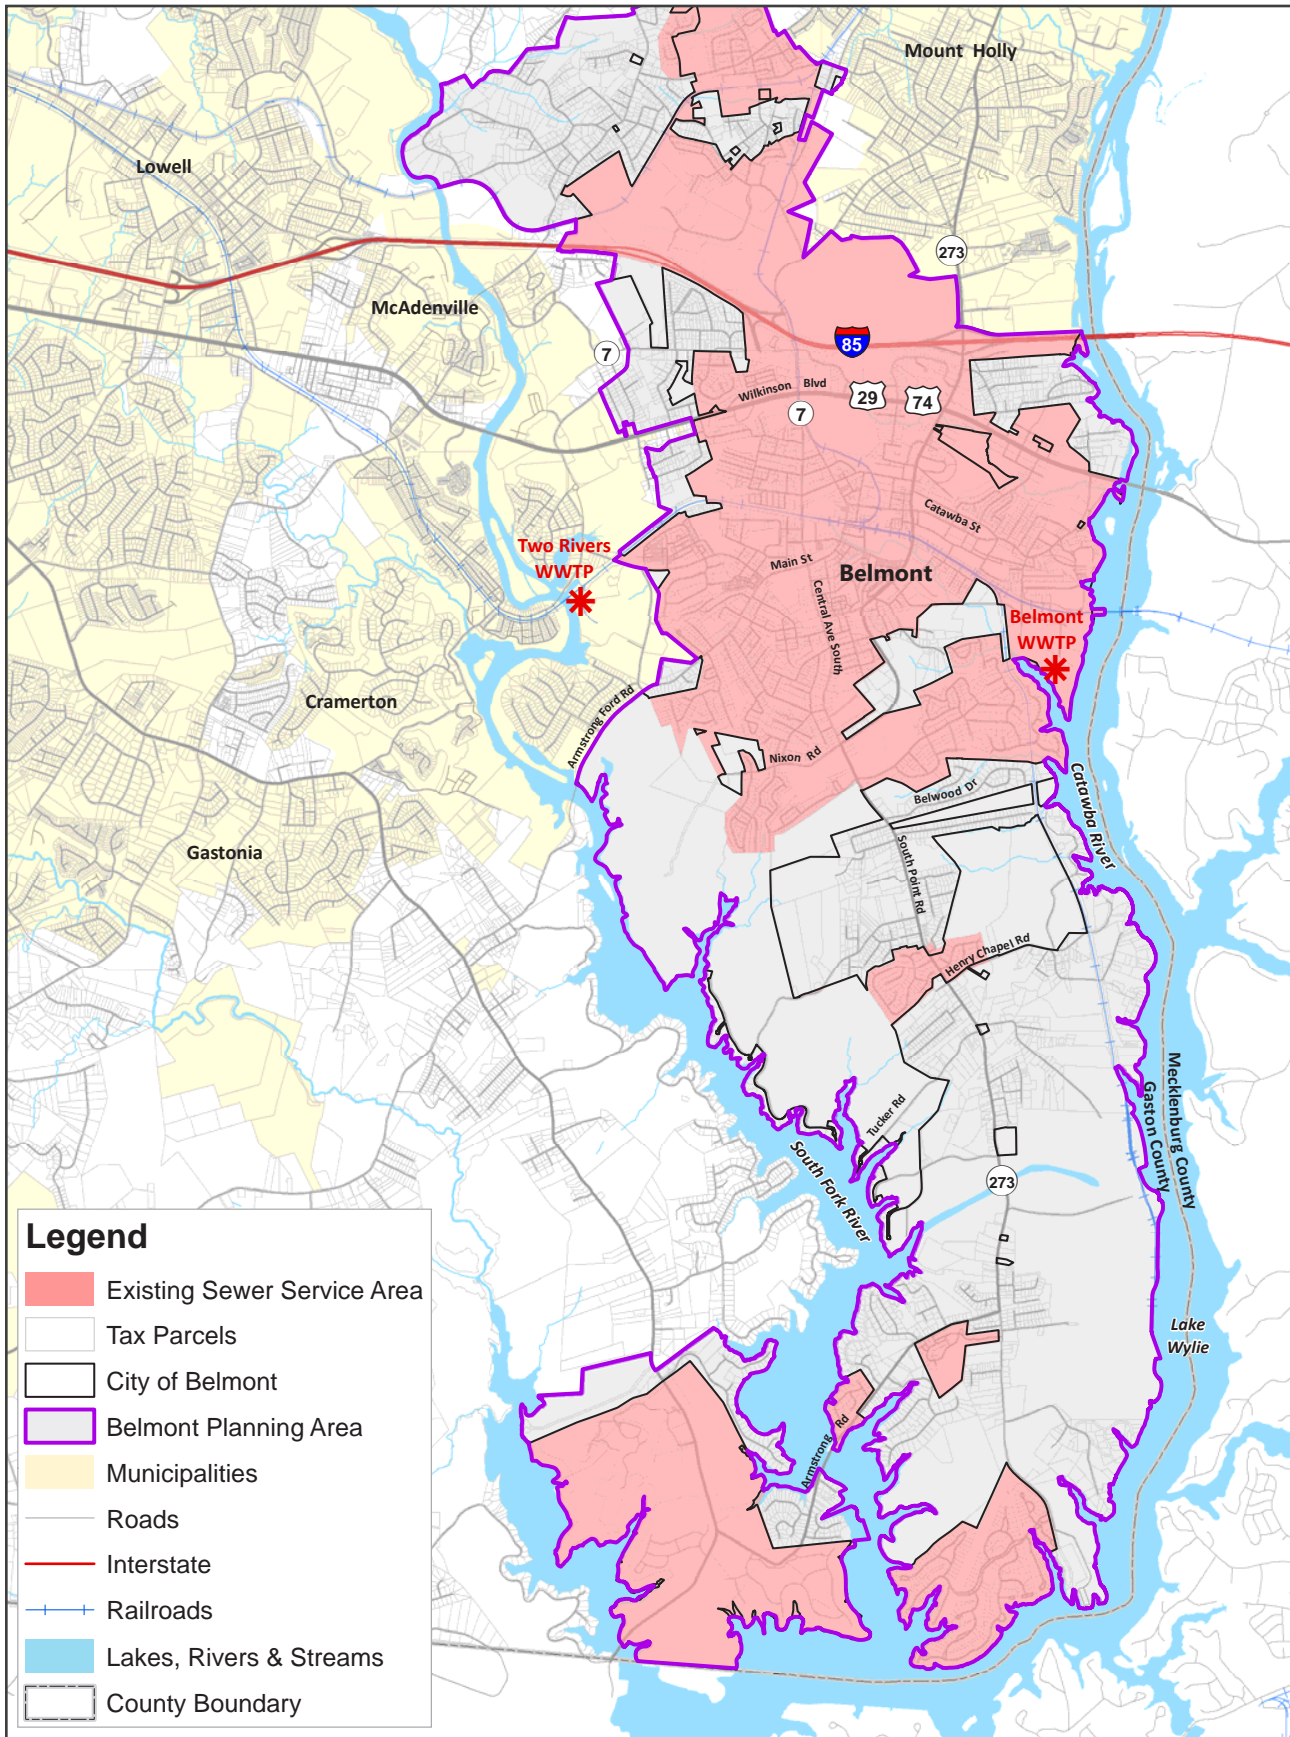 Mount Holly
Lowell
273
McAdenville
85
7
Wilkinson Blvd
29
74
7
Catawba St
Two Rivers
WWTP
Main St
Belmont
Central Ave South
Belmont
WWTP
Cramerton
Armstrong Ford Rd
Nixon Rd
Belwood Dr
Catawba River
Gastonia
South Point Rd
Henry Chapel Rd
Mecklenburg County
Gaston County
Tucker Rd
South Fork River
273
Lake
Wylie
Armstrong Rd
Legend
Existing Sewer Service Area
Tax Parcels
City of Belmont
Belmont Planning Area
Municipalities
Roads
Interstate
Railroads
Lakes, Rivers & Streams
County Boundary